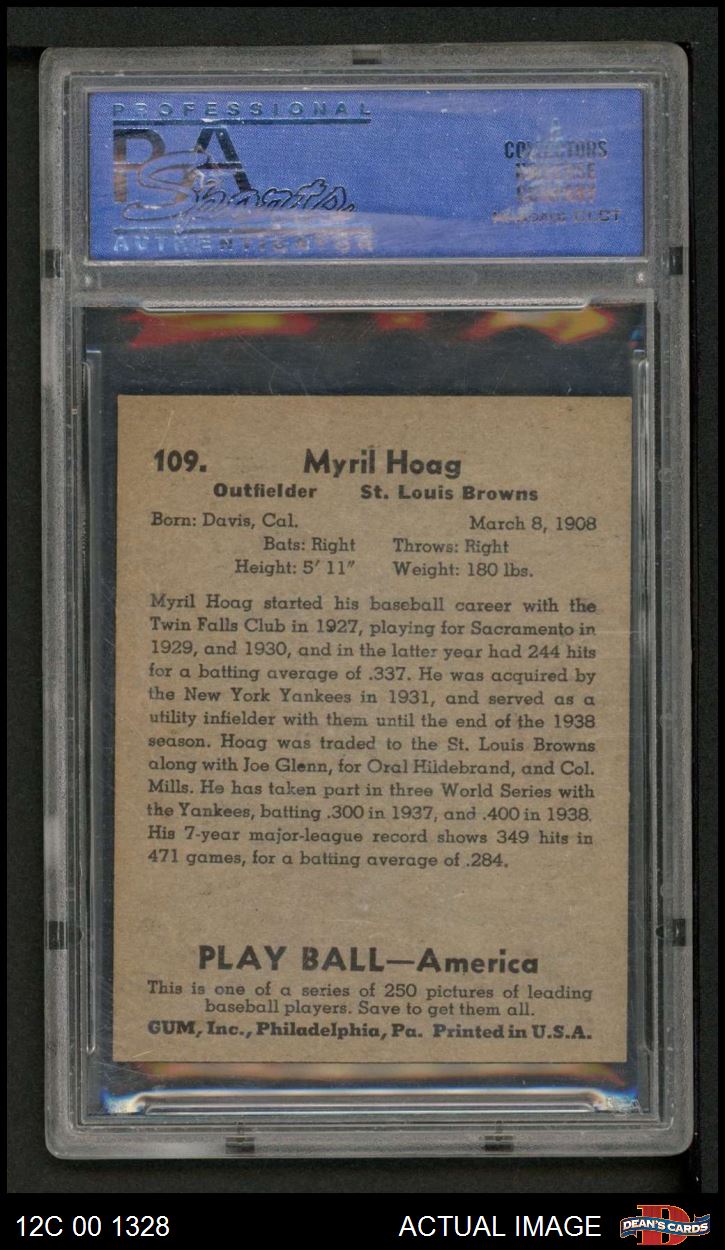 PROFESSIONAL
PSA
Sports
AUTHENTICATOR
COLLECTORS
UNIVERSE
COMPANY
NASDAQ: CLCT
109. Myril Hoag
Outfielder St. Louis Browns
Born: Davis, Cal. March 8, 1908
Bats: Right Throws: Right
Height: 5' 11" Weight: 180 lbs.
Myril Hoag started his baseball career with the
Twin Falls Club in 1927, playing for Sacramento in
1929, and 1930, and in the latter year had 244 hits
for a batting average of .337. He was acquired by
the New York Yankees in 1931, and served as a
utility infielder with them until the end of the 1938
season. Hoag was traded to the St. Louis Browns
along with Joe Glenn, for Oral Hildebrand, and Col.
Mills. He has taken part in three World Series with
the Yankees, batting .300 in 1937, and .400 in 1938.
His 7-year major-league record shows 349 hits in
471 games, for a batting average of .284.
PLAY BALL—America
This is one of a series of 250 pictures of leading
baseball players. Save to get them all.
GUM, Inc., Philadelphia, Pa. Printed in U.S.A.
12C 00 1328 ACTUAL IMAGE DEAN'S CARDS